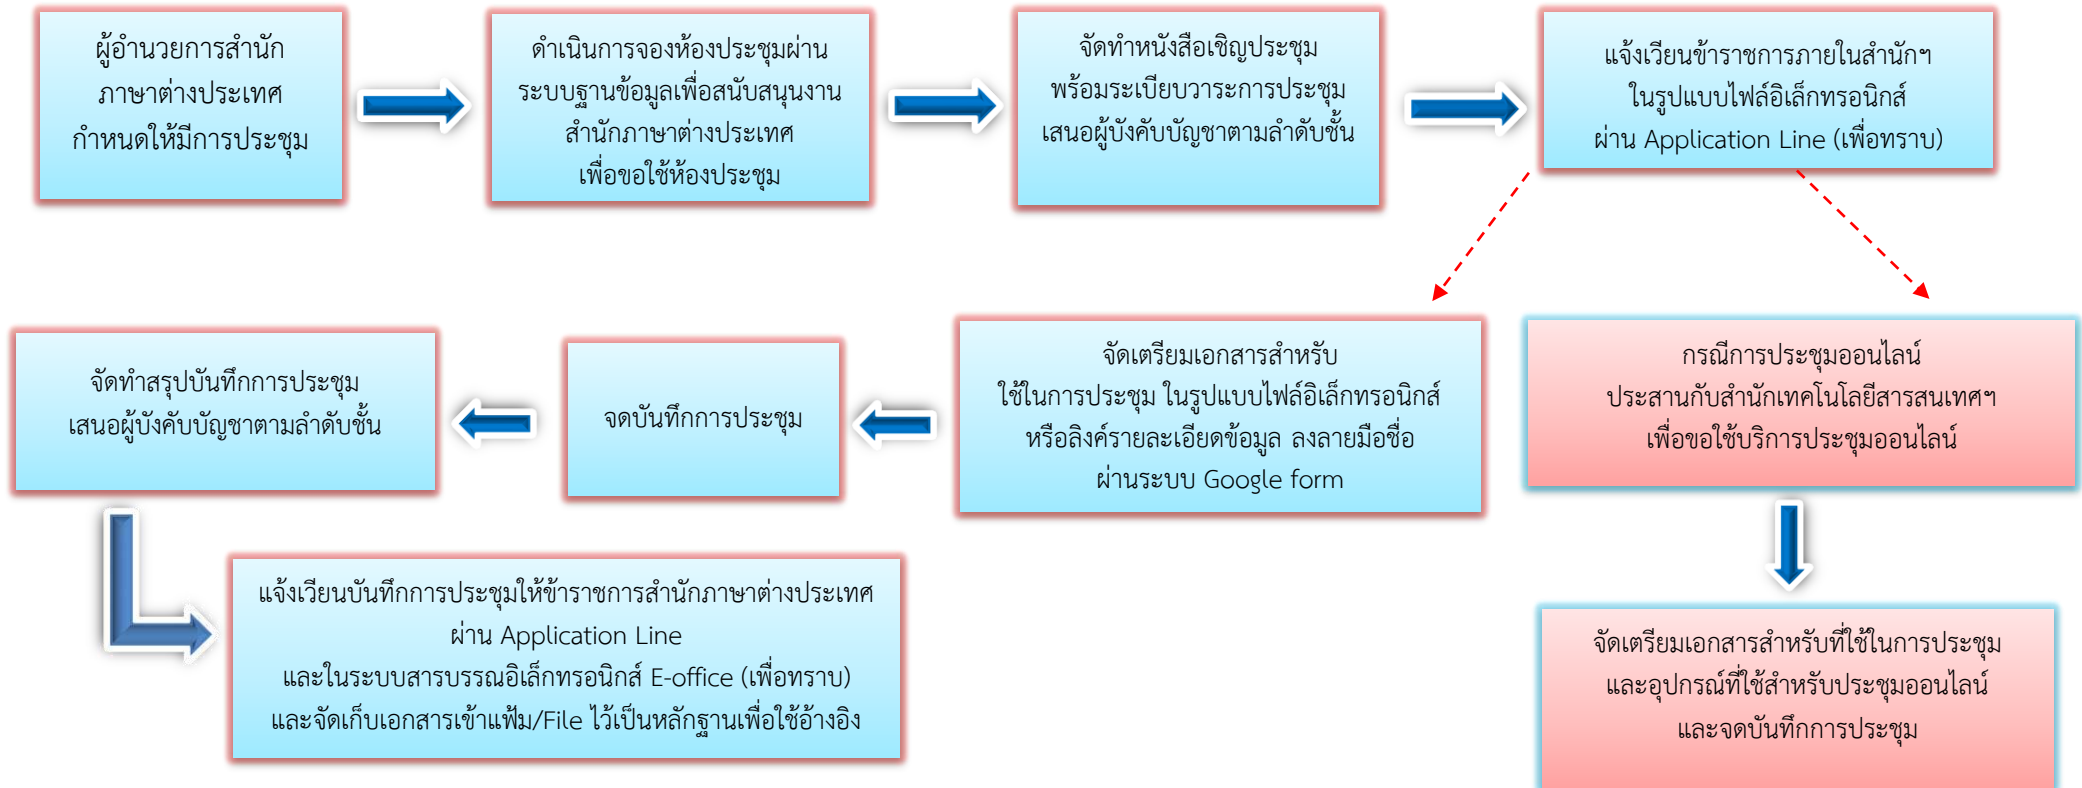 ผู้อำนวยการสำนัก
ภาษาต่างประเทศ
กำหนดให้มีการประชุม
ดำเนินการจองห้องประชุมผ่าน
ระบบฐานข้อมูลเพื่อสนับสนุนงาน
สำนักภาษาต่างประเทศ
เพื่อขอใช้ห้องประชุม
จัดทำหนังสือเชิญประชุม
พร้อมระเบียบวาระการประชุม
เสนอผู้บังคับบัญชาตามลำดับชั้น
แจ้งเวียนข้าราชการภายในสำนักฯ
ในรูปแบบไฟล์อิเล็กทรอนิกส์
ผ่าน Application Line (เพื่อทราบ)
จัดเตรียมเอกสารสำหรับ
ใช้ในการประชุม ในรูปแบบไฟล์อิเล็กทรอนิกส์
หรือลิงค์รายละเอียดข้อมูล ลงลายมือชื่อ
ผ่านระบบ Google form
จดบันทึกการประชุม
จัดทำสรุปบันทึกการประชุม
เสนอผู้บังคับบัญชาตามลำดับชั้น
แจ้งเวียนบันทึกการประชุมให้ข้าราชการสำนักภาษาต่างประเทศ
ผ่าน Application Line
และในระบบสารบรรณอิเล็กทรอนิกส์ E-office (เพื่อทราบ)
และจัดเก็บเอกสารเข้าแฟ้ม/File ไว้เป็นหลักฐานเพื่อใช้อ้างอิง
กรณีการประชุมออนไลน์
ประสานกับสำนักเทคโนโลยีสารสนเทศฯ
เพื่อขอใช้บริการประชุมออนไลน์
จัดเตรียมเอกสารสำหรับที่ใช้ในการประชุม
และอุปกรณ์ที่ใช้สำหรับประชุมออนไลน์
และจดบันทึกการประชุม